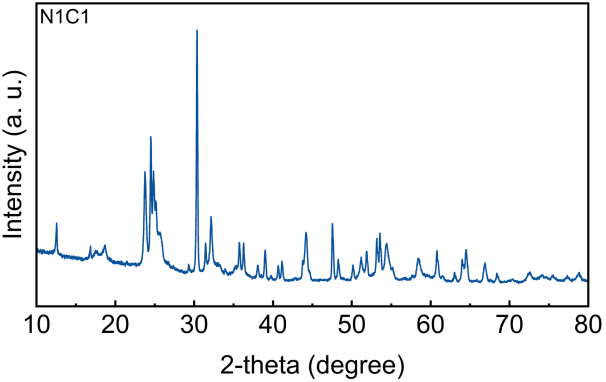 N1C1
Intensity (a. u.)
10 20 30 40 50 60 70 80
2-theta (degree)